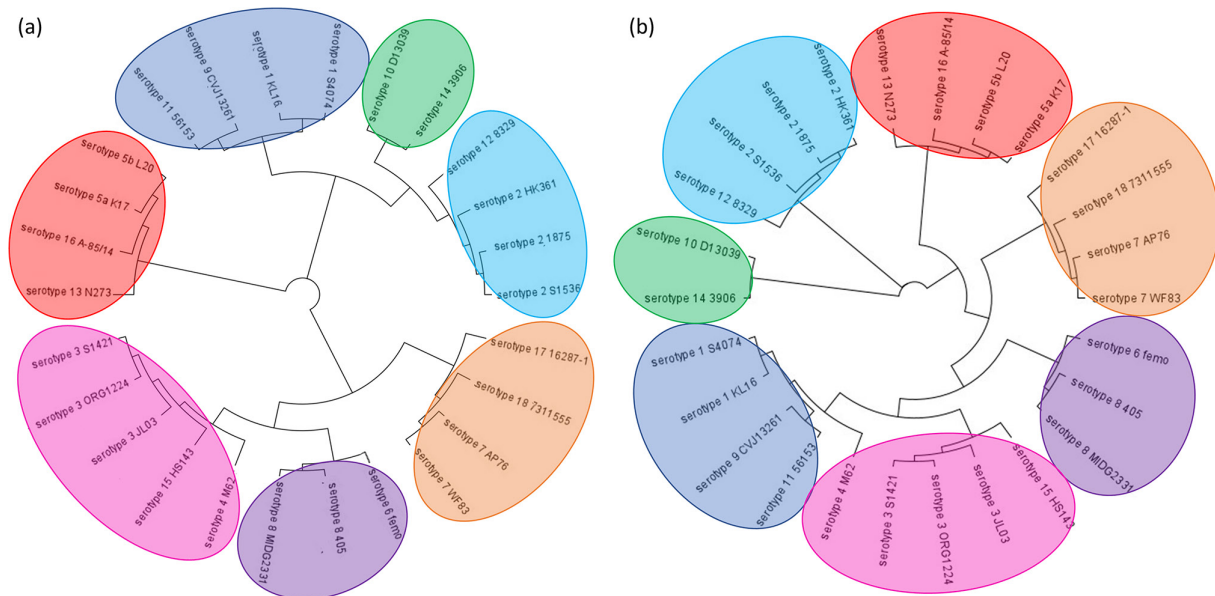 (a)
serotype 11 56153
serotype 9 CVJ13261
serotype 1 KL16
serotype 1 S4074
serotype 10 D13039
serotype 14 3906
serotype 12 8329
serotype 2 HK361
serotype 2 1875
serotype 2 S1536
serotype 17 16287-1
serotype 18 7311555
serotype 7 AP76
serotype 7 WF83
serotype 6 femo
serotype 8 405
serotype 8 MIDG2331
serotype 4 M62
serotype 15 HS143
serotype 3 JL03
serotype 3 ORG1224
serotype 3 S1421
serotype 13 N273
serotype 16 A-85/14
serotype 5a K17
serotype 5b L20
(b)
serotype 13 N273
serotype 16 A-85/14
serotype 5b L20
serotype 5a K17
serotype 17 16287-1
serotype 18 7311555
serotype 7 AP76
serotype 7 WF83
serotype 6 femo
serotype 8 405
serotype 8 MIDG2331
serotype 15 HS143
serotype 3 JL03
serotype 3 ORG1224
serotype 3 S1421
serotype 4 M62
serotype 11 56153
serotype 9 CVJ13261
serotype 1 KL16
serotype 1 S4074
serotype 14 3906
serotype 10 D13039
serotype 12 8329
serotype 2 S1536
serotype 2 1875
serotype 2 HK361